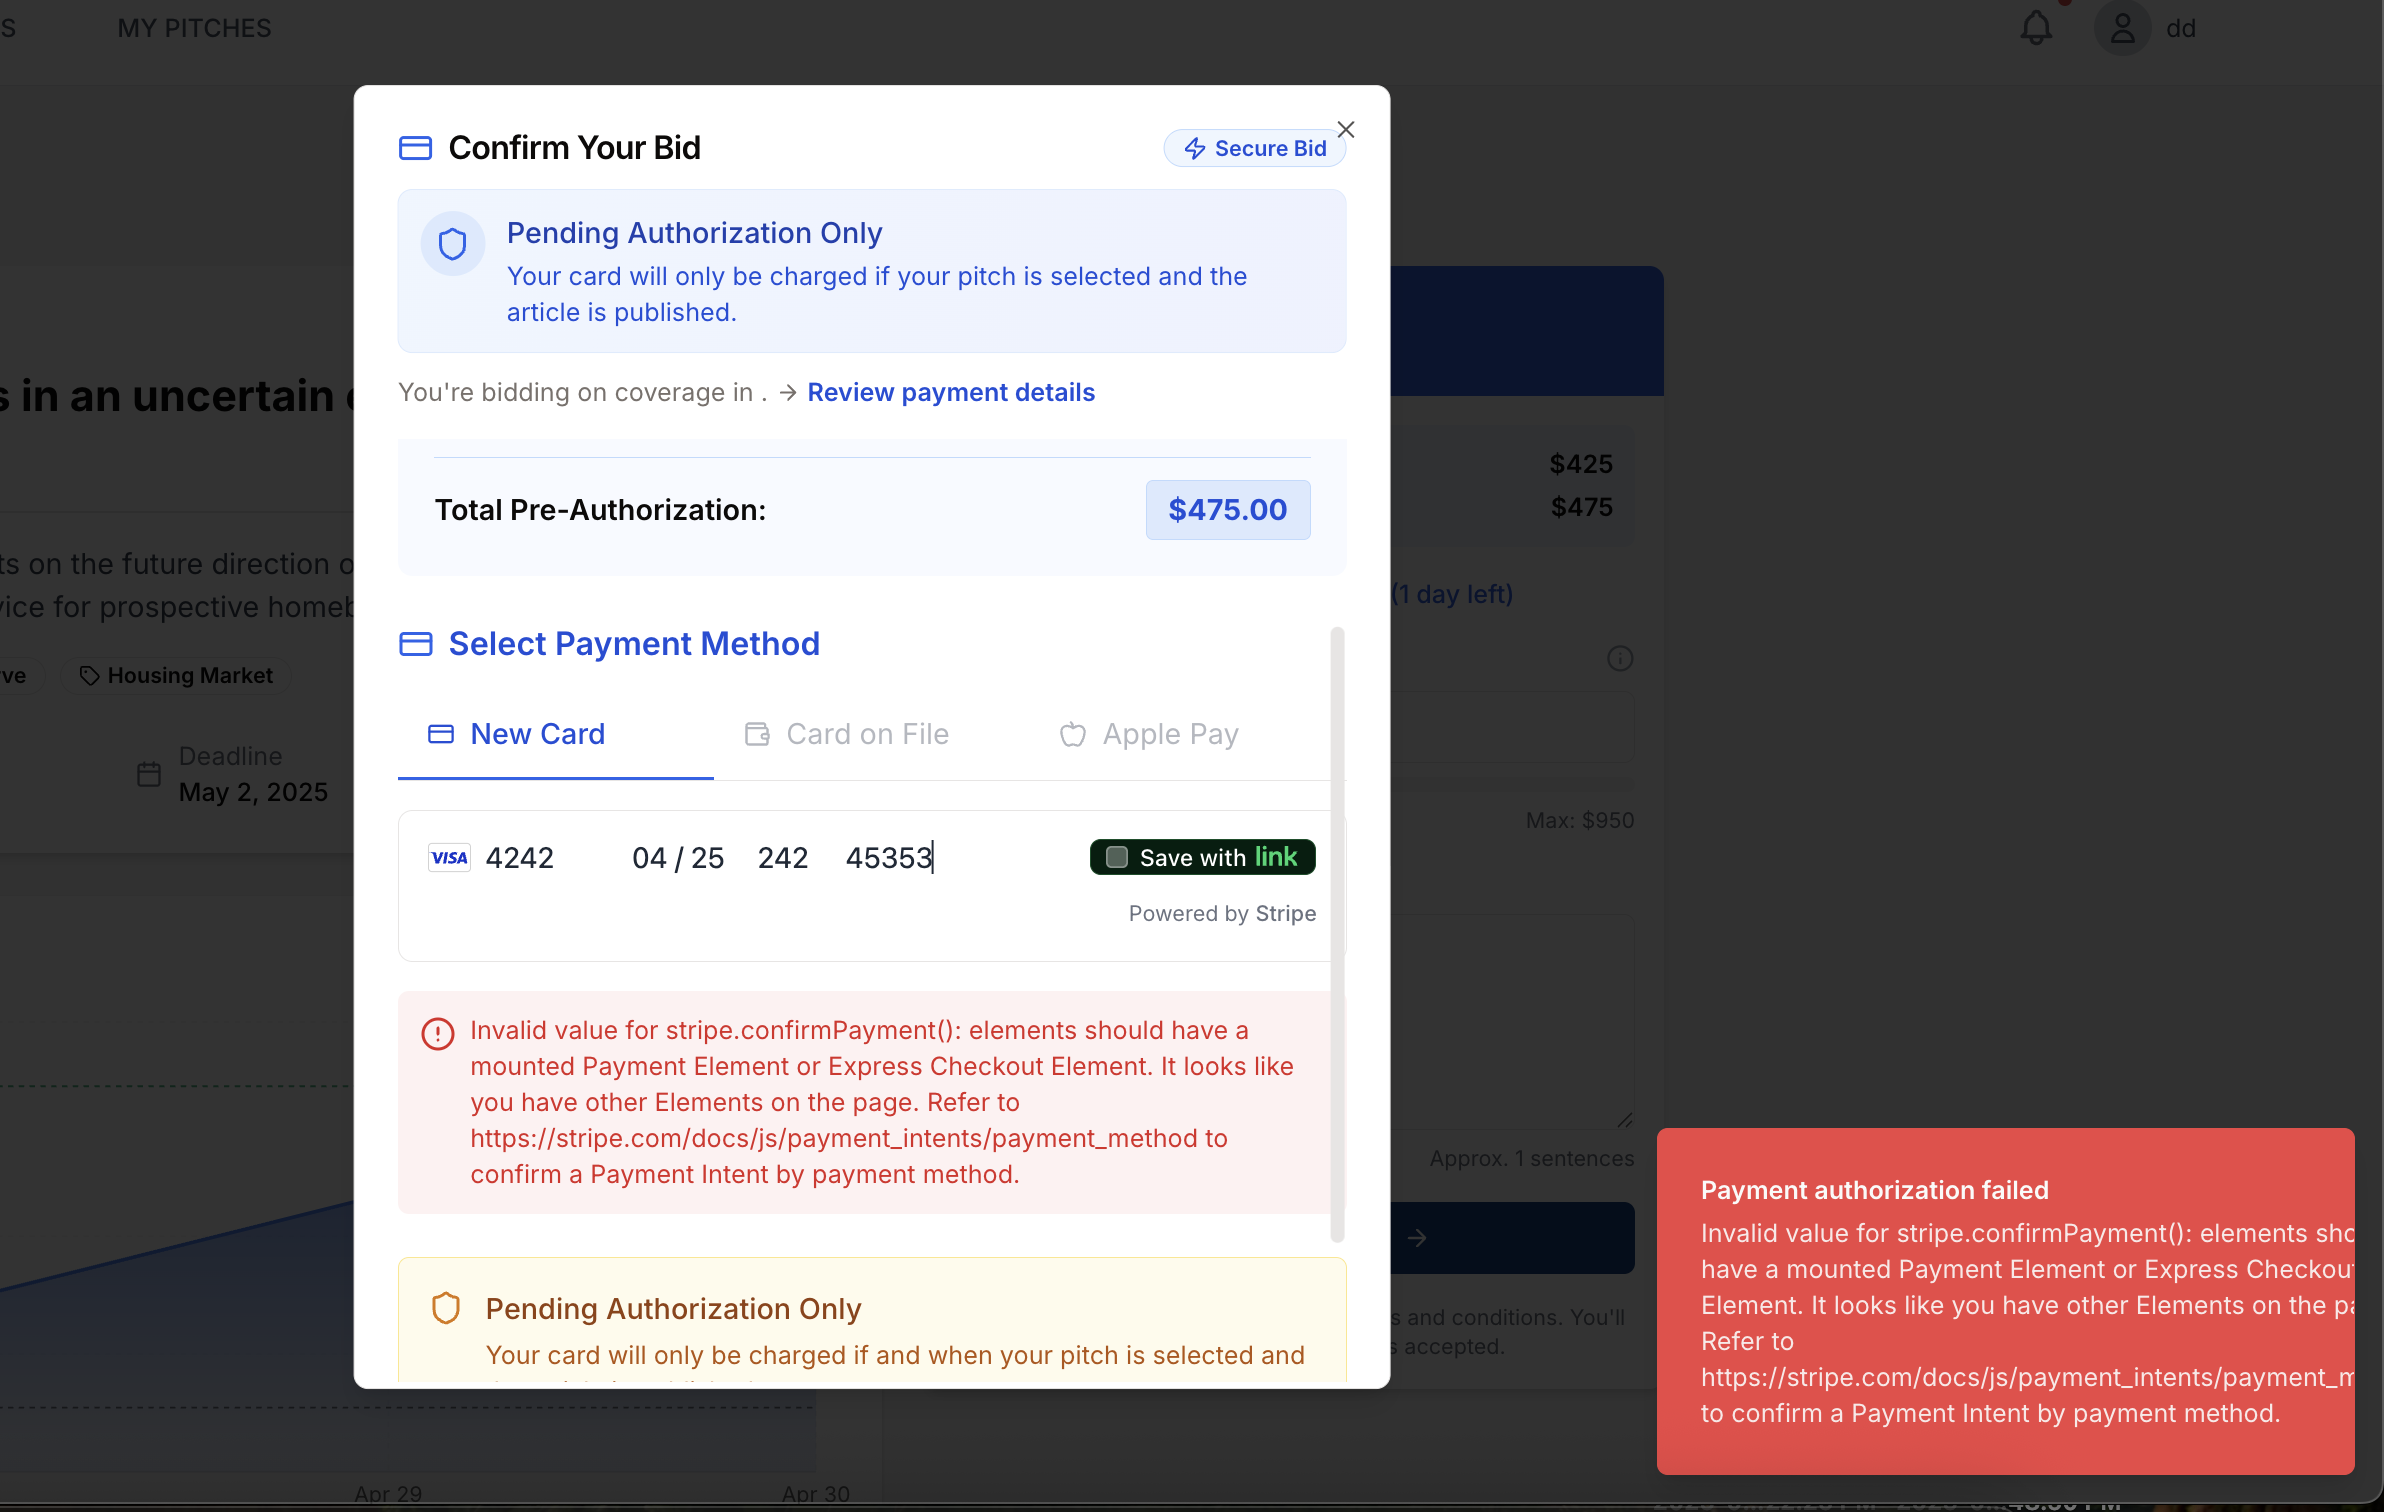 S
MY PITCHES
dd
Confirm Your Bid
Secure Bid
Pending Authorization Only
Your card will only be charged if your pitch is selected and the
article is published.
You're bidding on coverage in . → Review payment details
Total Pre-Authorization:
$475.00
Select Payment Method
New Card
Card on File
Apple Pay
VISA 4242 04 / 25 242 45353
Save with link
Powered by Stripe
Invalid value for stripe.confirmPayment(): elements should have a
mounted Payment Element or Express Checkout Element. It looks like
you have other Elements on the page. Refer to
https://stripe.com/docs/js/payment_intents/payment_method to
confirm a Payment Intent by payment method.
Pending Authorization Only
Your card will only be charged if and when your pitch is selected and
s in an uncertain
ts on the future direction
vice for prospective
ve
Housing Market
Deadline
May 2, 2025
Apr 29
Apr 30
$425
$475
(1 day left)
Max: $950
Approx. 1 sentences
→
s and conditions. You'll
s accepted.
Payment authorization failed
Invalid value for stripe.confirmPayment(): elements sho
have a mounted Payment Element or Express Checkout
Element. It looks like you have other Elements on the pa
Refer to
https://stripe.com/docs/js/payment_intents/payment_m
to confirm a Payment Intent by payment method.